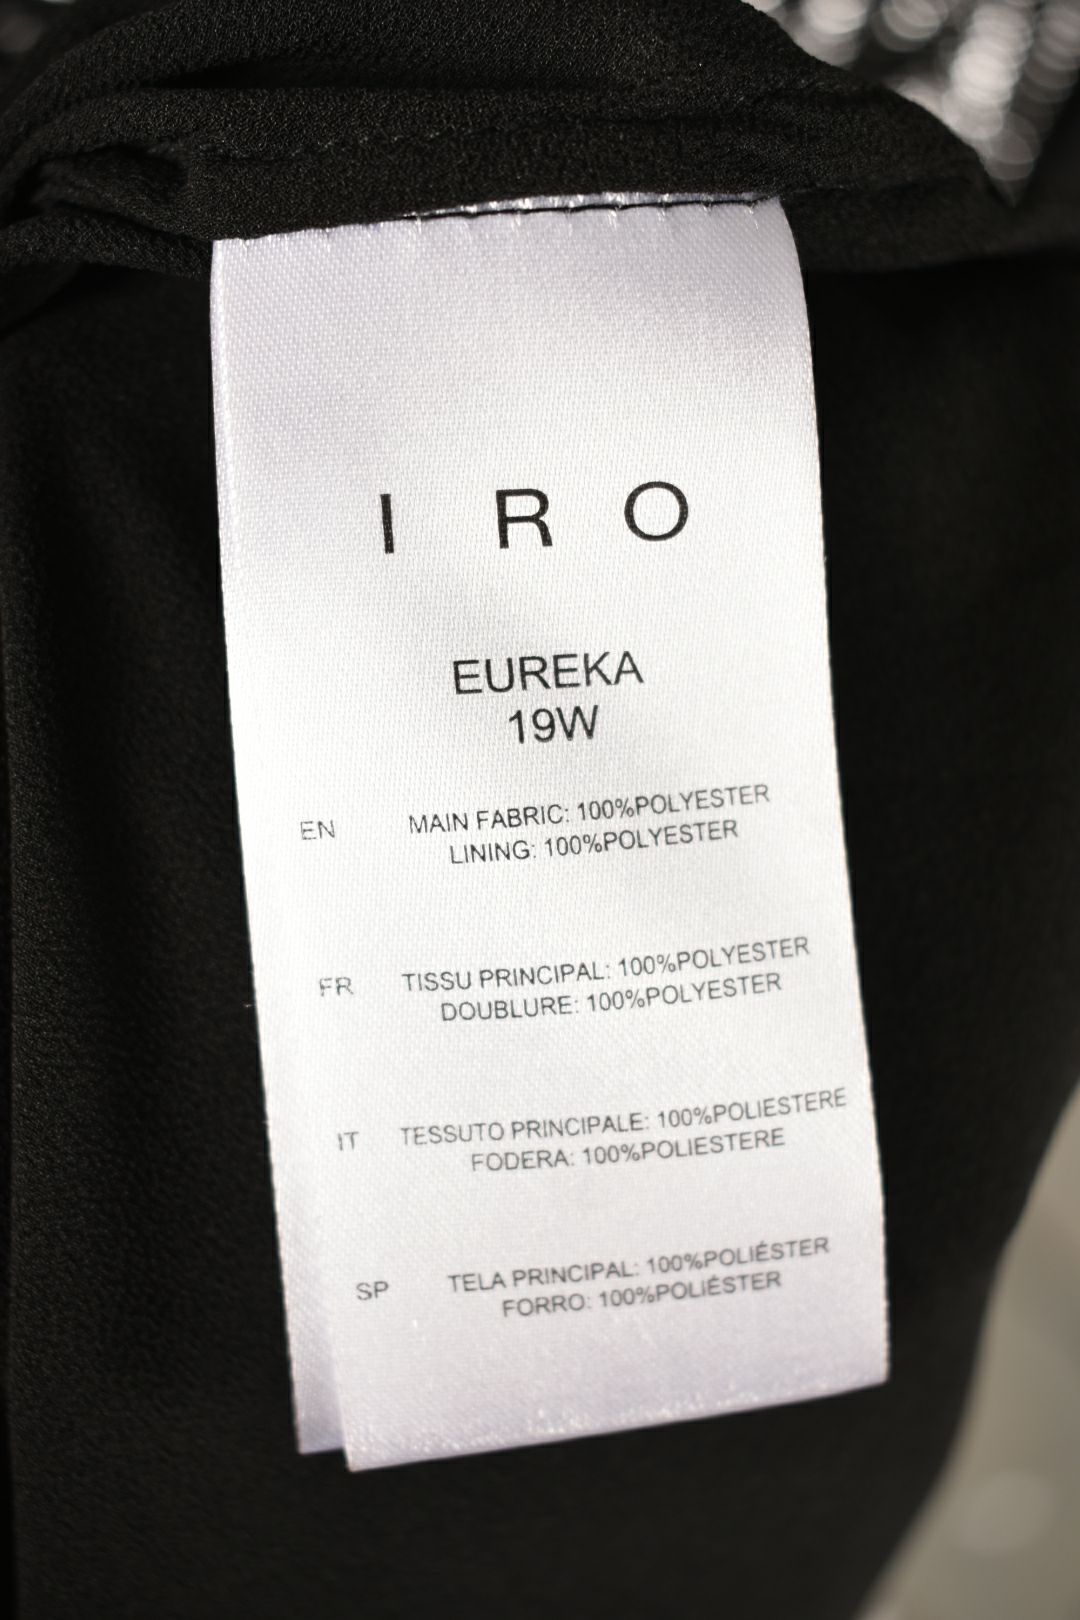 I R O
EUREKA
19W
EN MAIN FABRIC: 100%POLYESTER
LINING: 100%POLYESTER
FR TISSU PRINCIPAL: 100%POLYESTER
DOUBLURE: 100%POLYESTER
IT TESSUTO PRINCIPALE: 100%POLIESTERE
FODERA: 100%POLIESTERE
SP TELA PRINCIPAL: 100%POLIÉSTER
FORRO: 100%POLIÉSTER